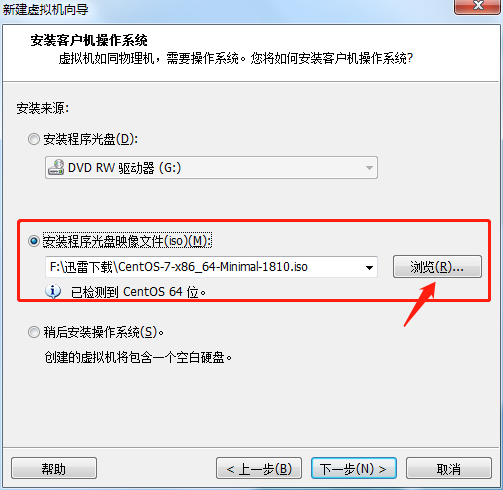 新建虚拟机向导
安装客户机操作系统
虚拟机如同物理机，需要操作系统。您将如何安装客户机操作系统?
安装来源:
安装程序光盘(D):
DVD RW 驱动器 (G:)
安装程序光盘映像文件(iso)(M):
F:\迅雷下载\CentOS-7-x86_64-Minimal-1810.iso
浏览(R)...
已检测到 CentOS 64 位。
稍后安装操作系统(S)。
创建的虚拟机将包含一个空白硬盘。
帮助
< 上一步(B)
下一步(N) >
取消